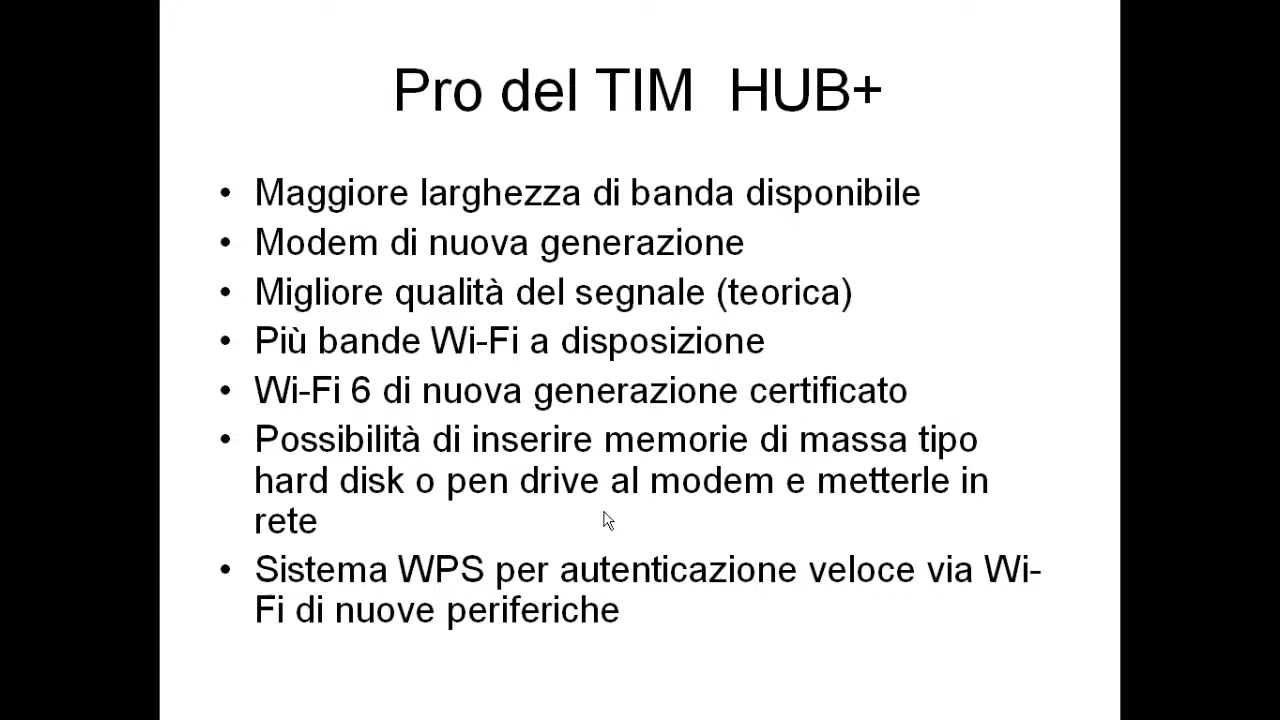 Pro del TIM HUB+
• Maggiore larghezza di banda disponibile
• Modem di nuova generazione
• Migliore qualità del segnale (teorica)
• Più bande Wi-Fi a disposizione
• Wi-Fi 6 di nuova generazione certificato
• Possibilità di inserire memorie di massa tipo
hard disk o pen drive al modem e metterle in
rete
• Sistema WPS per autenticazione veloce via Wi-
Fi di nuove periferiche